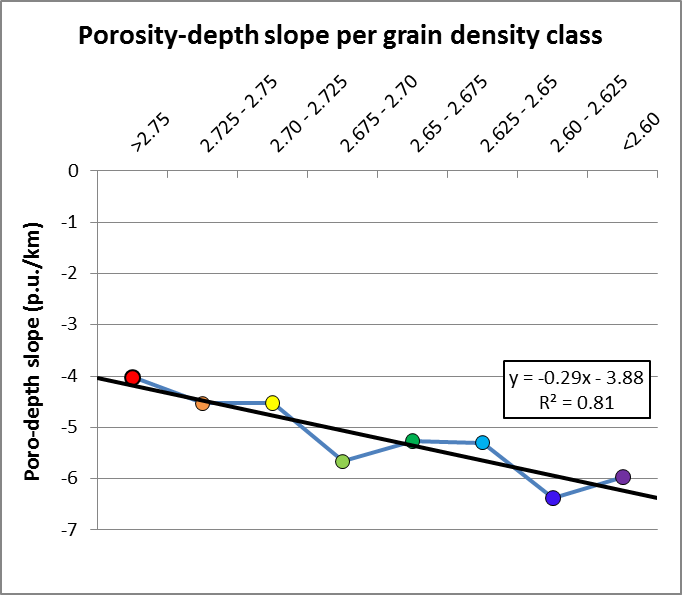 Porosity-depth slope per grain density class
>2.75
2.725 - 2.75
2.70 - 2.725
2.675 - 2.70
2.65 - 2.675
2.625 - 2.65
2.60 - 2.625
<2.60
0
-1
-2
-3
-4
-5
-6
-7
Poro-depth slope (p.u./km)
y = -0.29x - 3.88
R² = 0.81